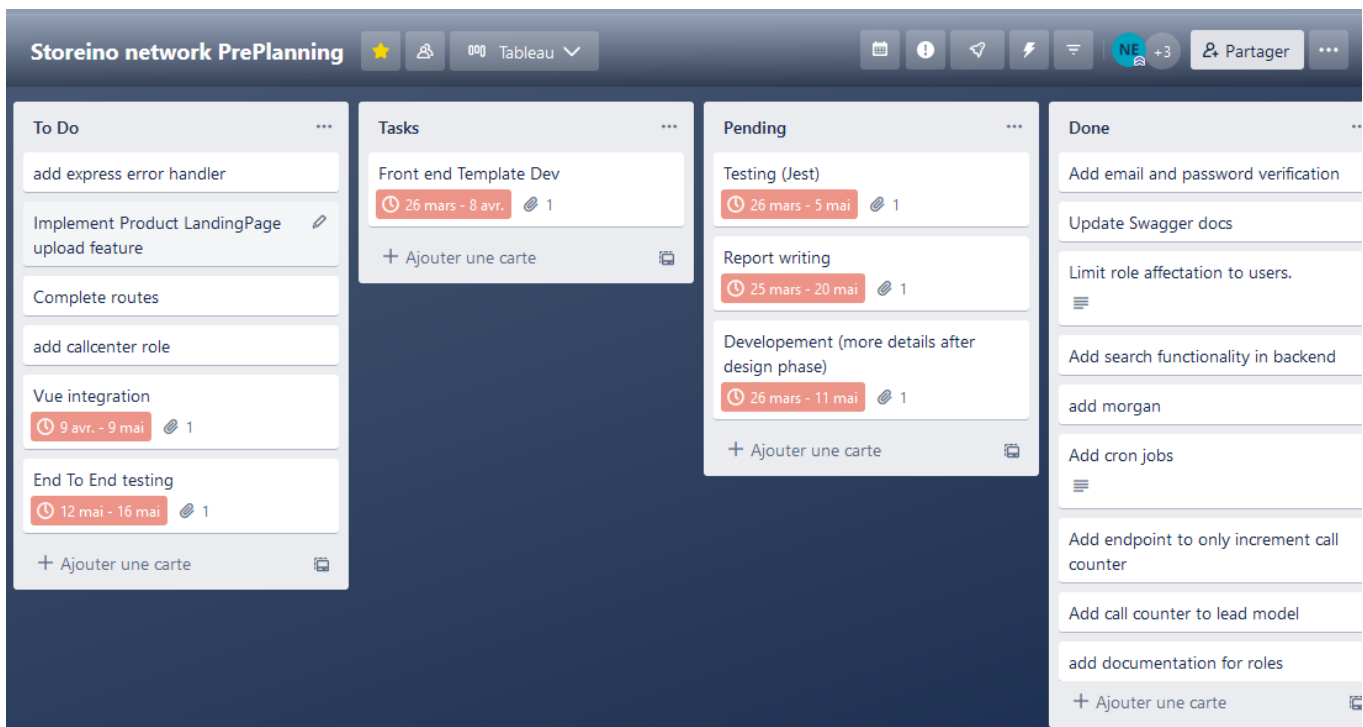 Storeino network PrePlanning
Tableau
NE
+3
Partager
To Do
add express error handler
Implement Product LandingPage
upload feature
Complete routes
add callcenter role
Vue integration
9 avr. - 9 mai
1
End To End testing
12 mai - 16 mai
1
+ Ajouter une carte
Tasks
Front end Template Dev
26 mars - 8 avr.
1
+ Ajouter une carte
Pending
Testing (Jest)
26 mars - 5 mai
1
Report writing
25 mars - 20 mai
1
Developement (more details after
design phase)
26 mars - 11 mai
1
+ Ajouter une carte
Done
Add email and password verification
Update Swagger docs
Limit role affectation to users.
Add search functionality in backend
add morgan
Add cron jobs
Add endpoint to only increment call
counter
Add call counter to lead model
add documentation for roles
+ Ajouter une carte